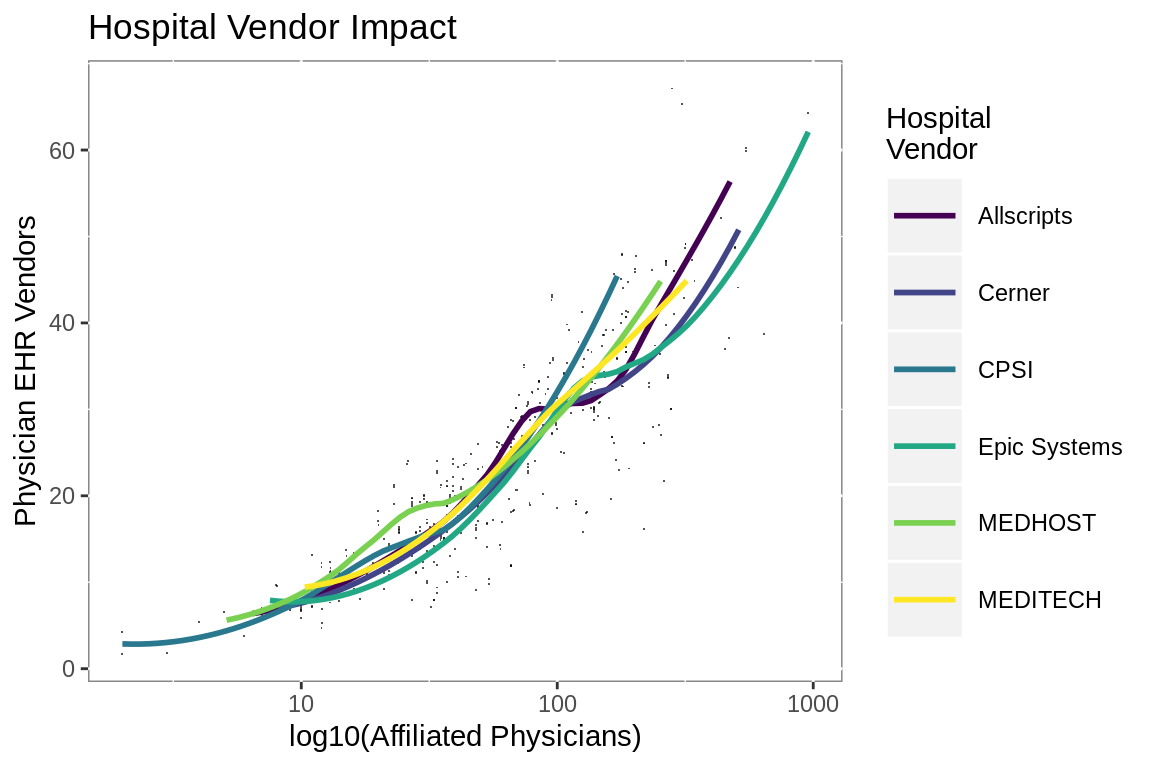 Hospital Vendor Impact
Physician EHR Vendors
60
40
20
0
10
100
1000
log10(Affiliated Physicians)
Hospital
Vendor
Allscripts
Cerner
CPSI
Epic Systems
MEDHOST
MEDITECH